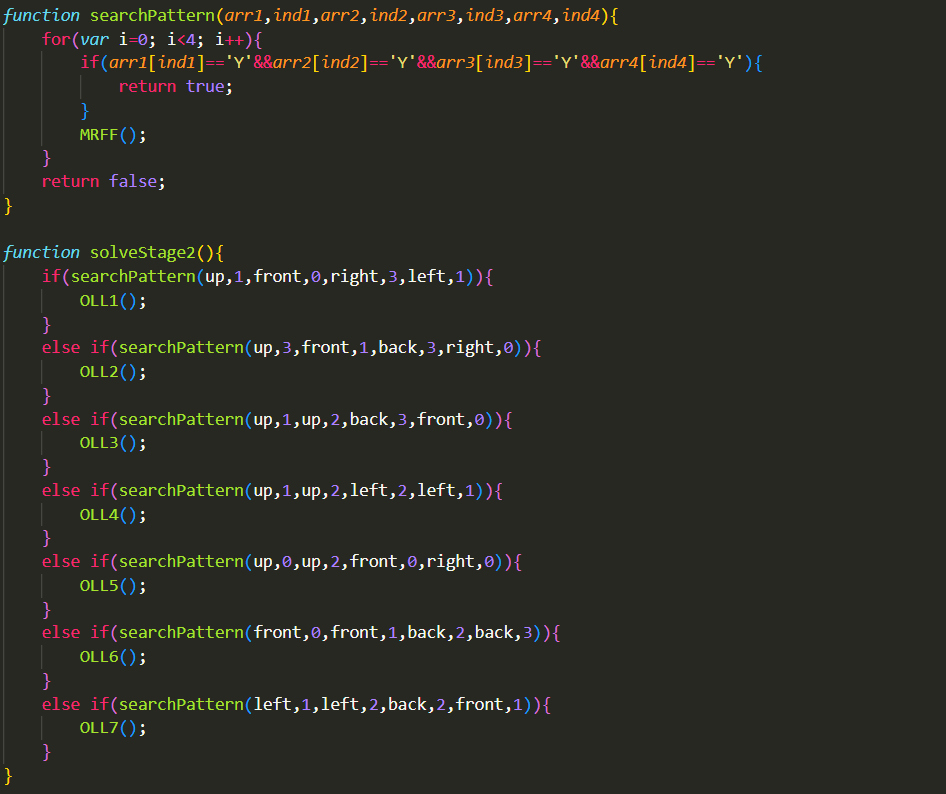 function searchPattern(arr1,ind1,arr2,ind2,arr3,ind3,arr4,ind4){
    for(var i=0; i<4; i++){
        if(arr1[ind1]=='Y'&&arr2[ind2]=='Y'&&arr3[ind3]=='Y'&&arr4[ind4]=='Y'){
            return true;
        }
        MRFF();
    }
    return false;
}

function solveStage2(){
    if(searchPattern(up,1,front,0,right,3,left,1)){
        OLL1();
    }
    else if(searchPattern(up,3,front,1,back,3,right,0)){
        OLL2();
    }
    else if(searchPattern(up,1,up,2,back,3,front,0)){
        OLL3();
    }
    else if(searchPattern(up,1,up,2,left,2,left,1)){
        OLL4();
    }
    else if(searchPattern(up,0,up,2,front,0,right,0)){
        OLL5();
    }
    else if(searchPattern(front,0,front,1,back,2,back,3)){
        OLL6();
    }
    else if(searchPattern(left,1,left,2,back,2,front,1)){
        OLL7();
    }
}